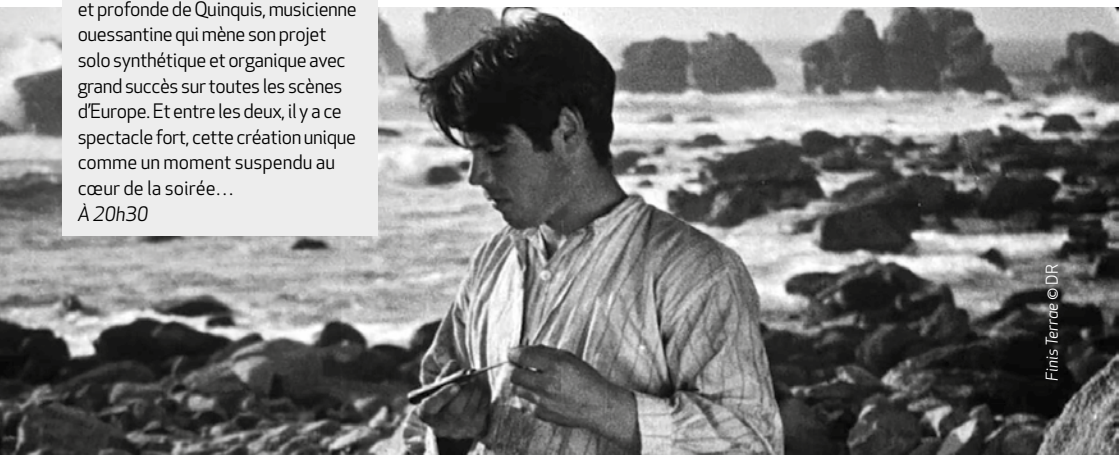 et profonde de Quinquis, musicienne
ouessantine qui mène son projet
solo synthétique et organique avec
grand succès sur toutes les scènes
d'Europe. Et entre les deux, il y a ce
spectacle fort, cette création unique
comme un moment suspendu au
cœur de la soirée…
À 20h30
Finis Terrae © DR